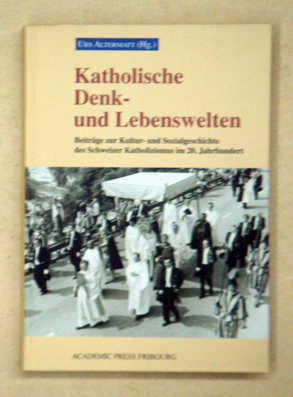 URS ALTERMATT (Hg.)
Katholische
Denk-
und Lebenswelten
Beiträge zur Kultur- und Sozialgeschichte
des Schweizer Katholizismus im 20. Jahrhundert
ACADEMIC PRESS FRIBOURG